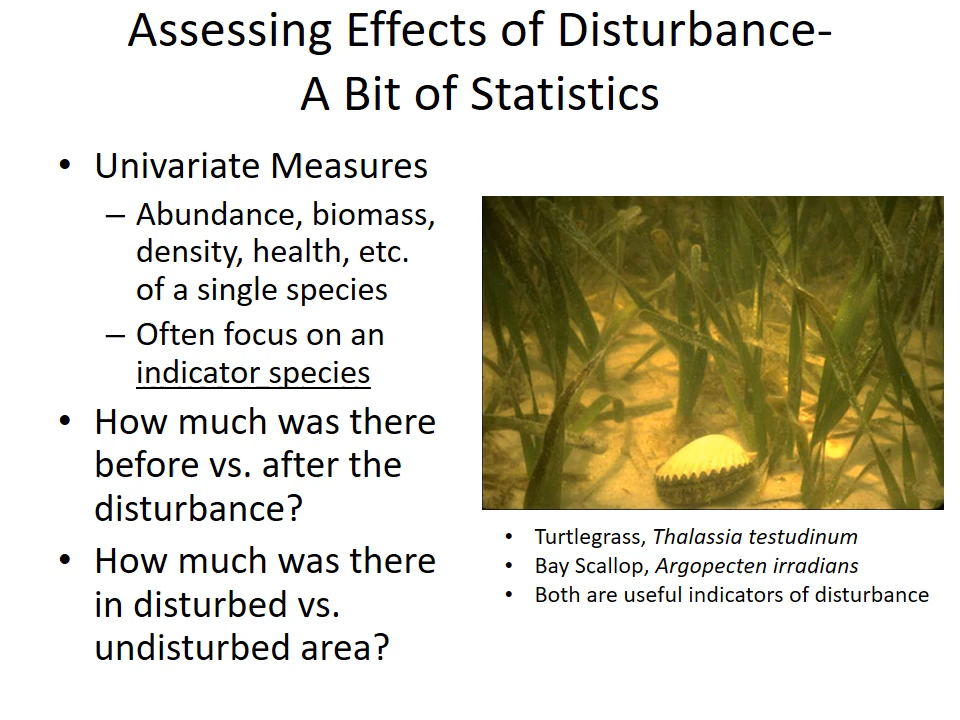 Assessing Effects of Disturbance-
A Bit of Statistics
• Univariate Measures
– Abundance, biomass,
density, health, etc.
of a single species
– Often focus on an
indicator species
• How much was there
before vs. after the
disturbance?
• How much was there
in disturbed vs.
undisturbed area?
• Turtlegrass, Thalassia testudinum
• Bay Scallop, Argopecten irradians
• Both are useful indicators of disturbance